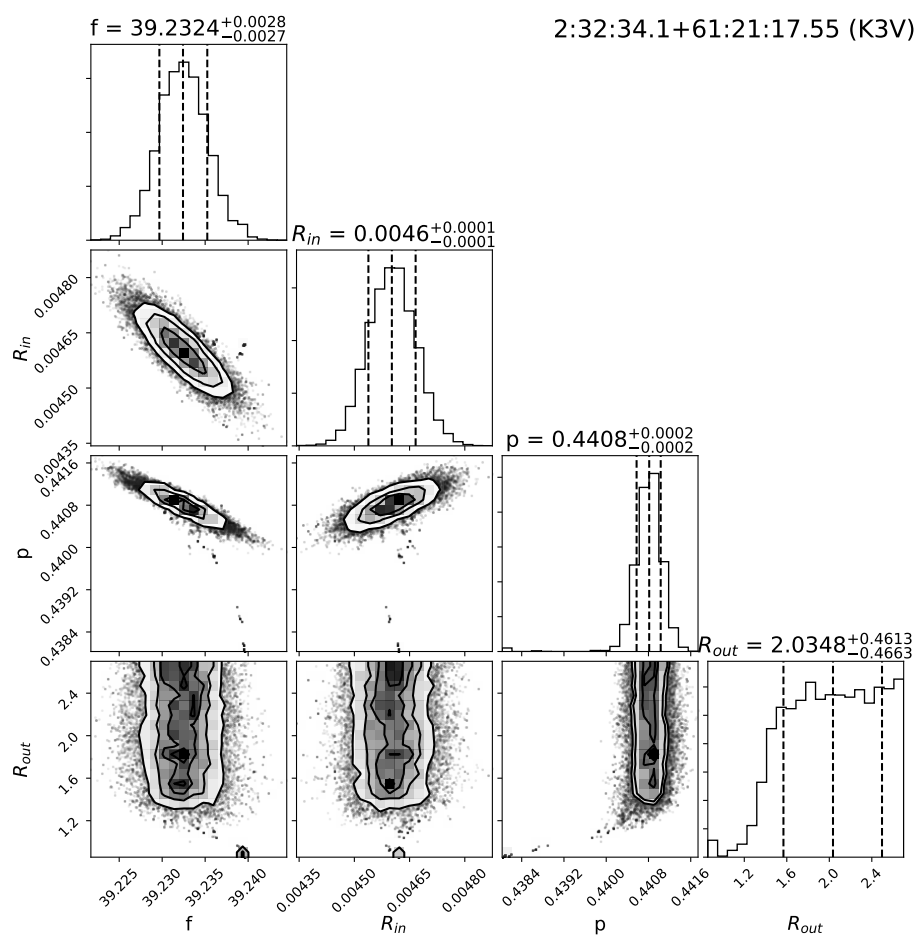 f = 39.2324+0.0028−0.0027
2:32:34.1+61:21:17.55 (K3V)
R_in = 0.0046+0.0001−0.0001
0.00480
0.00465
0.00450
0.00435
R_in
p = 0.4408+0.0002−0.0002
0.4416
0.4408
0.4400
0.4392
0.4384
p
R_out = 2.0348+0.4613−0.4663
2.4
2.0
1.6
1.2
R_out
39.225 39.230 39.235 39.240
0.00435 0.00450 0.00465 0.00480
0.4384 0.4392 0.4400 0.4408 0.4416
1.2 1.6 2.0 2.4
f R_in p R_out